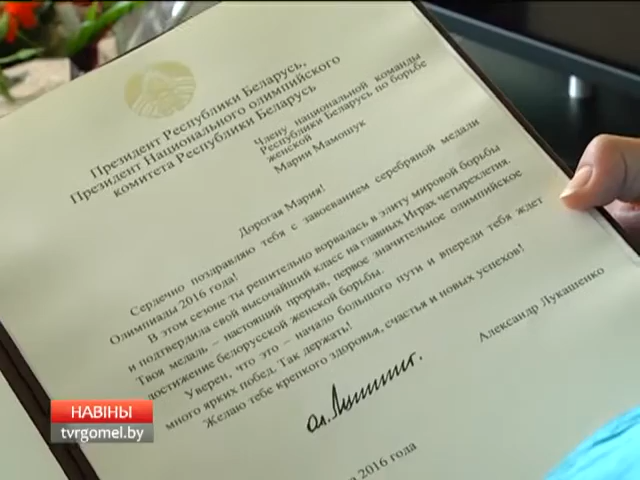 Президент Республики Беларусь,
Президент Национального олимпийского
комитета Республики Беларусь
Члену национальной команды
Республики Беларусь по борьбе
женской
Марии Мамошук
Дорогая Мария!
Сердечно поздравляю тебя с завоеванием серебряной медали
Олимпиады 2016 года!
В этом сезоне ты решительно ворвалась в элиту мировой борьбы
и подтвердила свой высочайший класс на главных Играх четырехлетия.
Твоя медаль, – настоящий прорыв, первое значительное олимпийское
достижение белорусской женской борьбы.
Уверен, что это – начало большого пути и впереди тебя ждет
много ярких побед. Так держать!
Желаю тебе крепкого здоровья, счастья и новых успехов!
Александр Лукашенко
2016 года
НАВІНЫ
tvrgomel.by